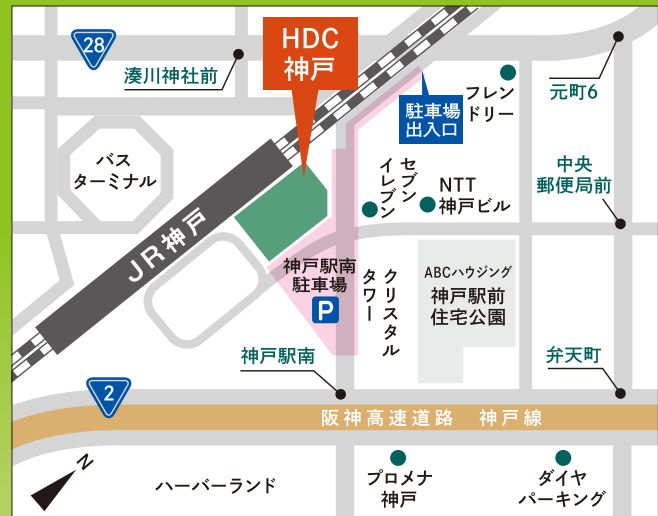 28
湊川神社前
HDC
神戸
駐車場
出入口
フレン
ドリー
元町6
バス
ターミナル
セブン
イレブン
NTT
神戸ビル
中央
郵便局前
JR神戸
神戸駅南
駐車場
P
クリスタル
タワー
ABCハウジング
神戸駅前
住宅公園
神戸駅南
弁天町
2
阪神高速道路 神戸線
N
ハーバーランド
プロメナ
神戸
ダイヤ
パーキング